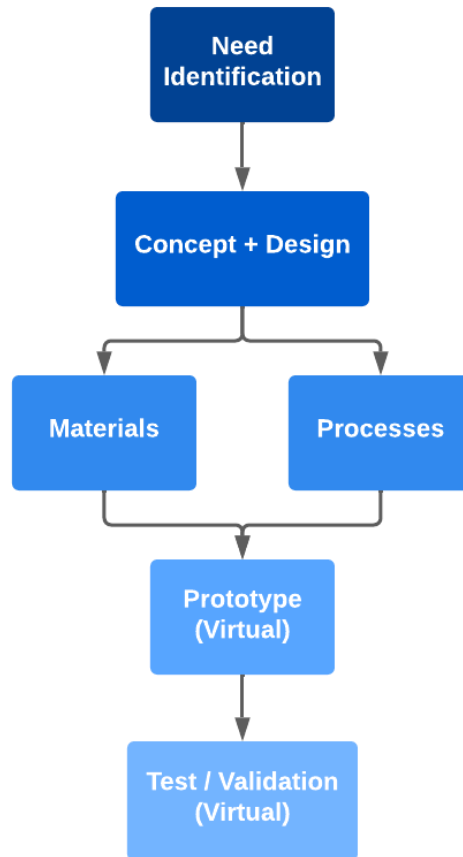 Need
Identification
Concept + Design
Materials
Processes
Prototype
(Virtual)
Test / Validation
(Virtual)